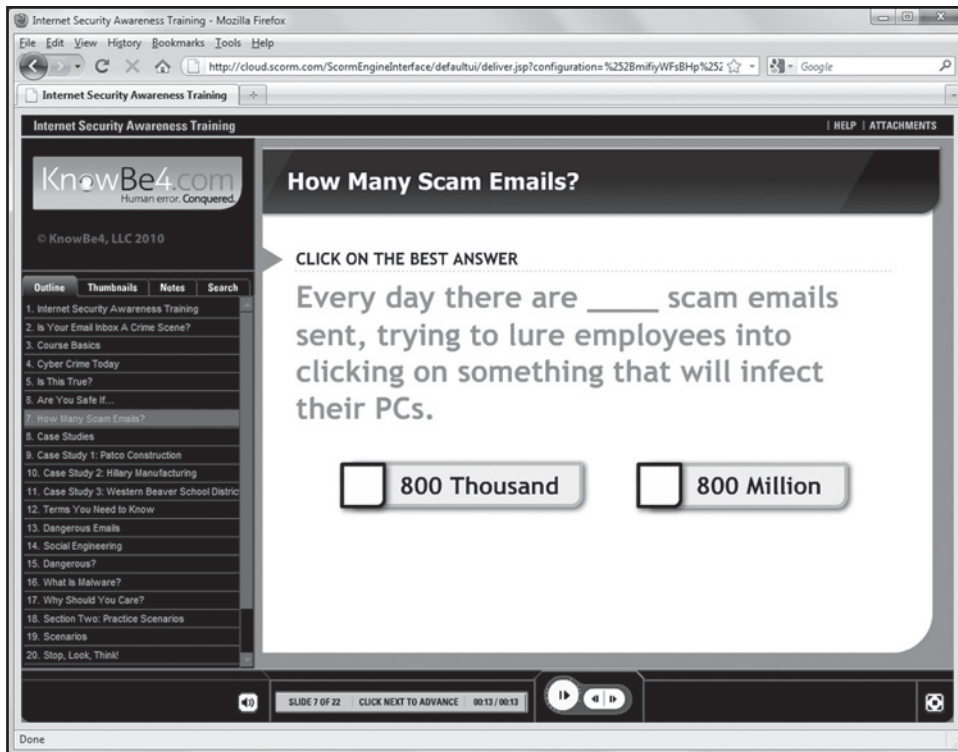 Internet Security Awareness Training - Mozilla Firefox
File Edit View History Bookmarks Tools Help
http://cloud.scorm.com/ScormEngineInterface/defaultui/deliver.jsp?configuration=%252BmifiyWFsBHp%252
Google
Internet Security Awareness Training
Internet Security Awareness Training
| HELP | ATTACHMENTS
KnowBe4.com
Human error. Conquered.
© KnowBe4, LLC 2010
Outline Thumbnails Notes Search
1. Internet Security Awareness Training
2. Is Your Email Inbox A Crime Scene?
3. Course Basics
4. Cyber Crime Today
5. Is This True?
6. Are You Safe If...
7. How Many Scam Emails?
8. Case Studies
9. Case Study 1: Patco Construction
10. Case Study 2: Hillary Manufacturing
11. Case Study 3: Western Beaver School Distric
12. Terms You Need to Know
13. Dangerous Emails
14. Social Engineering
15. Dangerous?
16. What Is Malware?
17. Why Should You Care?
18. Section Two: Practice Scenarios
19. Scenarios
20. Stop, Look, Think!
How Many Scam Emails?
CLICK ON THE BEST ANSWER
Every day there are ____ scam emails
sent, trying to lure employees into
clicking on something that will infect
their PCs.
800 Thousand
800 Million
SLIDE 7 OF 22 | CLICK NEXT TO ADVANCE | 00:13 / 00:13
Done